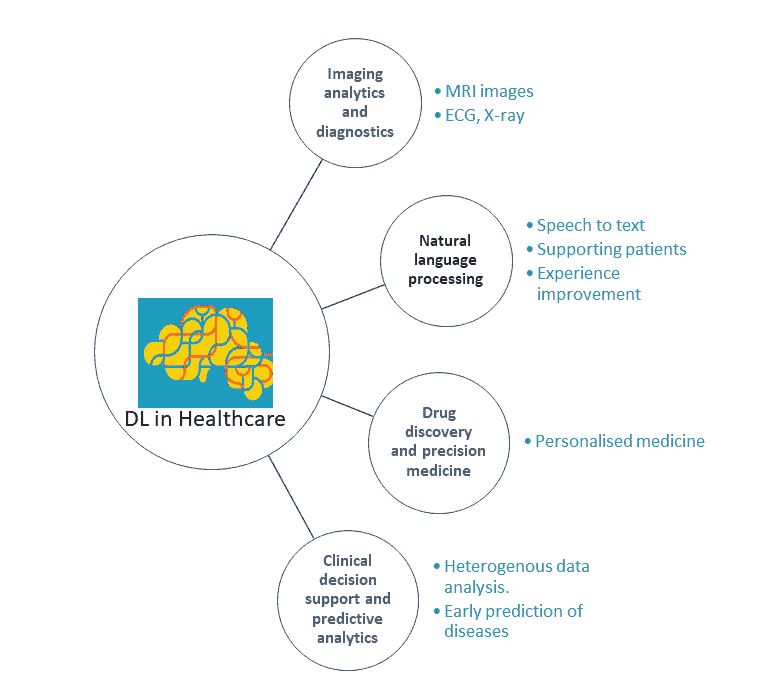 Imaging
analytics
and
diagnostics
• MRI images
• ECG, X-ray
Natural
language
processing
• Speech to text
• Supporting patients
• Experience
improvement
DL in Healthcare
Drug
discovery
and precision
medicine
• Personalised medicine
Clinical
decision
support and
predictive
analytics
• Heterogenous data
analysis.
• Early prediction of
diseases